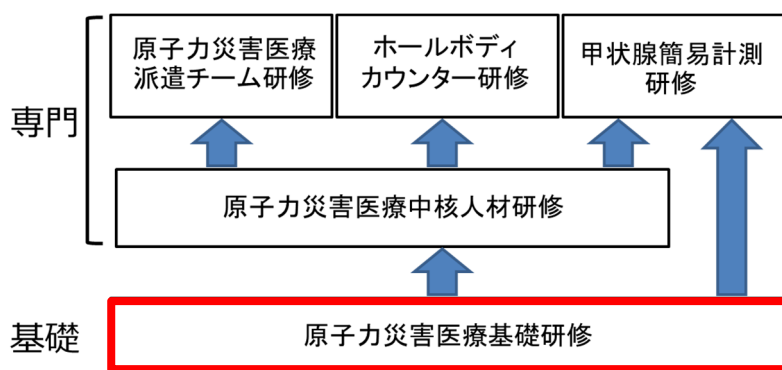 専門
原子力災害医療
派遣チーム研修
ホールボディ
カウンター研修
甲状腺簡易計測
研修
原子力災害医療中核人材研修
基礎
原子力災害医療基礎研修